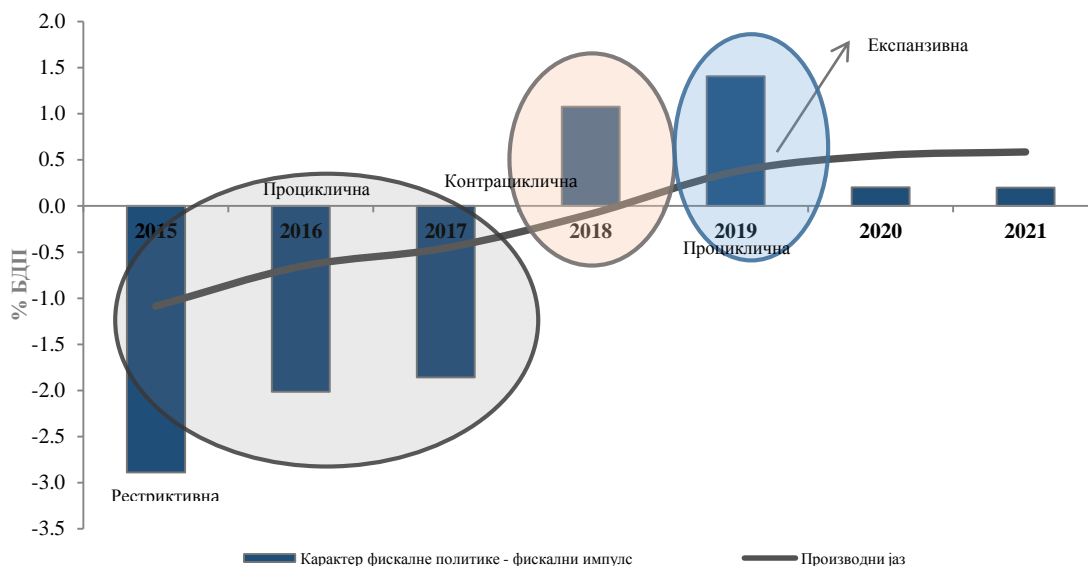 2.0
1.5
1.0
0.5
0.0
-0.5
-1.0
-1.5
-2.0
-2.5
-3.0
-3.5
% БДП
Експанзивна
Проциклична
Контрациклична
2015 2016 2017 2018 2019 2020 2021
Проциклична
Рестриктивна
Карактер фискалне политике - фискални импулс Производни јаз